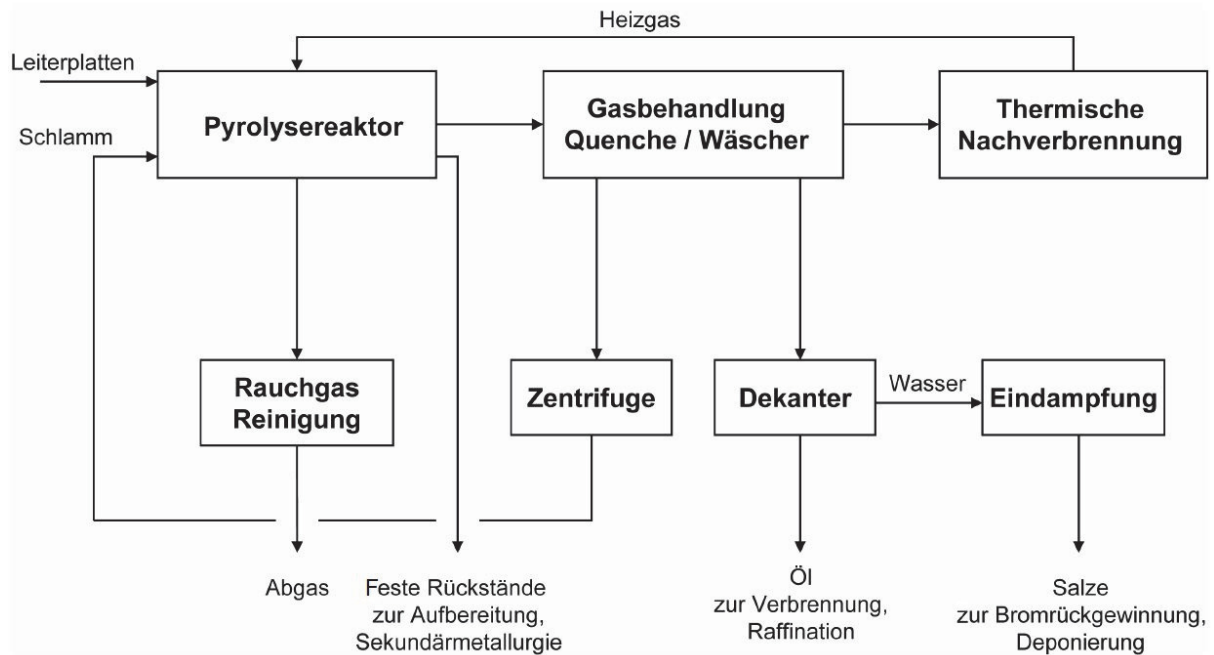 Heizgas
Leiterplatten
Schlamm
Pyrolysereaktor
Gasbehandlung
Quenche / Wäscher
Thermische
Nachverbrennung
Rauchgas
Reinigung
Zentrifuge
Dekanter
Wasser
Eindampfung
Abgas
Feste Rückstände
zur Aufbereitung,
Sekundärmetallurgie
Öl
zur Verbrennung,
Raffination
Salze
zur Bromrückgewinnung,
Deponierung